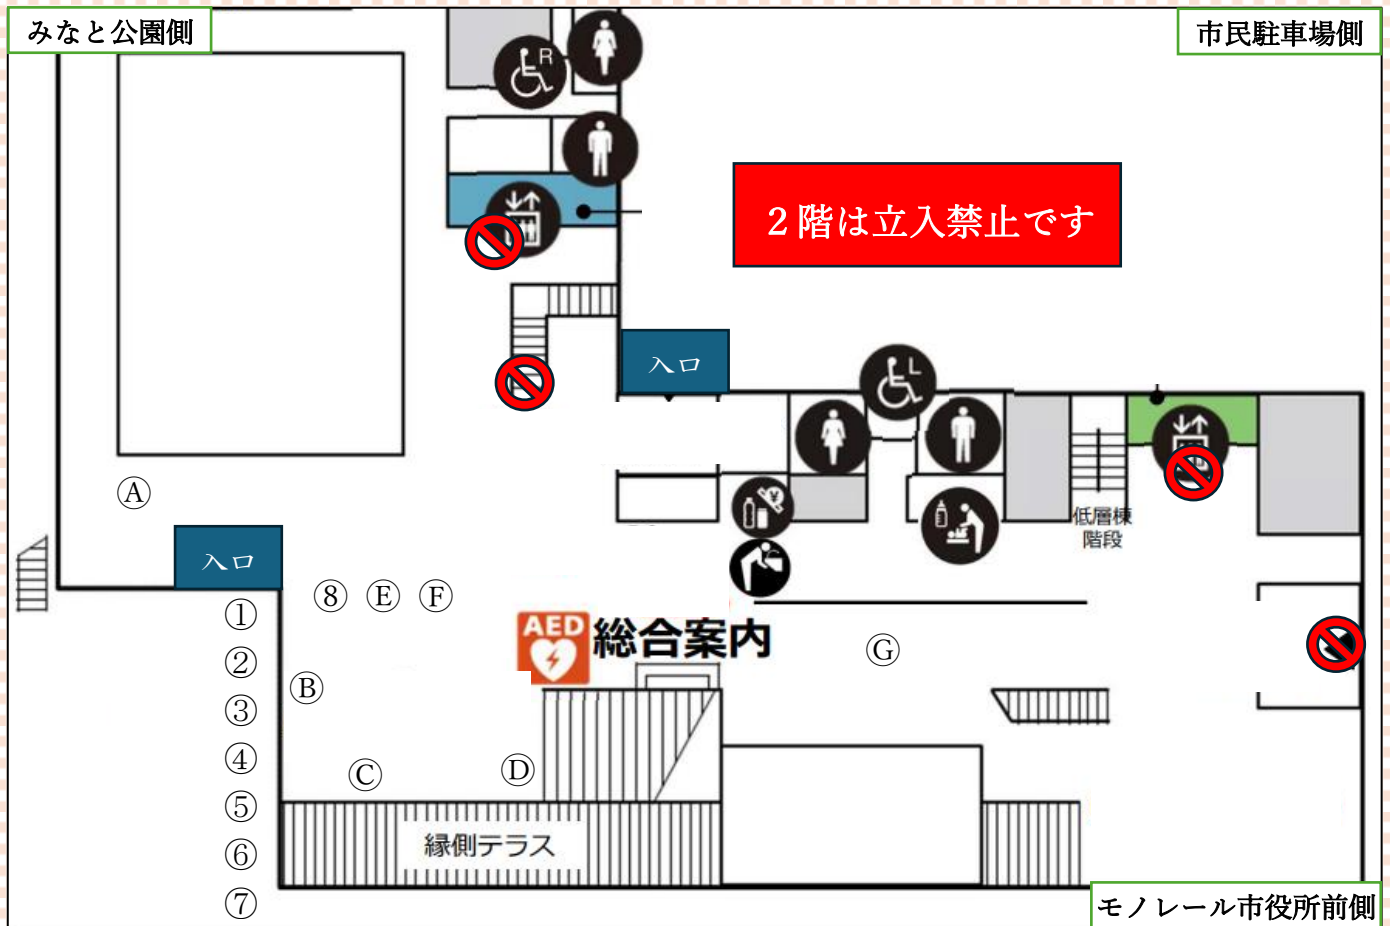 みなと公園側
市民駐車場側
R
2階は立入禁止です
入口
L
¥
Ⓐ
低層棟
階段
入口
⑧ Ⓔ Ⓕ
①
AED
総合案内
Ⓖ
②
Ⓑ
③
④
Ⓒ
Ⓓ
⑤
縁側テラス
⑥
⑦
モノレール市役所前側